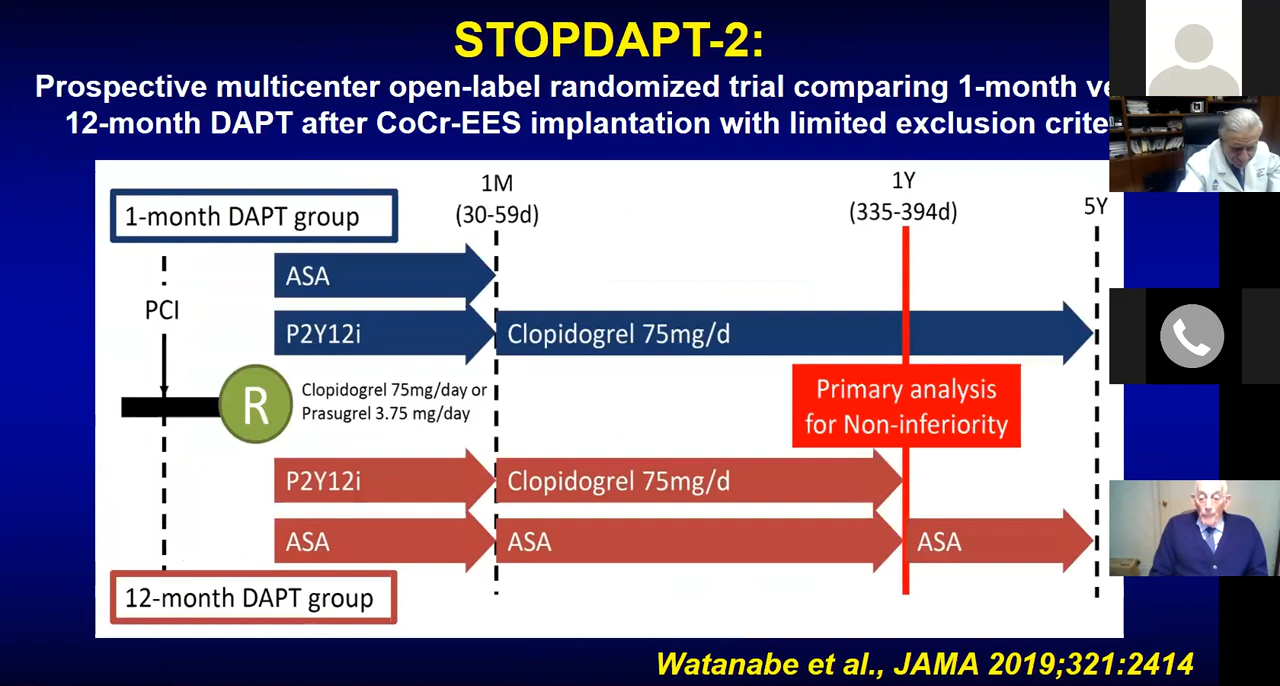 STOPDAPT-2:
Prospective multicenter open-label randomized trial comparing 1-month
12-month DAPT after CoCr-EES implantation with limited exclusion
1M
(30-59d)
1Y
(335-394d)
5Y
1-month DAPT group
ASA
PCI
P2Y12i
Clopidogrel 75mg/d
R
Clopidogrel 75mg/day or
Prasugrel 3.75 mg/day
Primary analysis
for Non-inferiority
P2Y12i
Clopidogrel 75mg/d
ASA
ASA
ASA
12-month DAPT group
Watanabe et al., JAMA 2019;321:2414